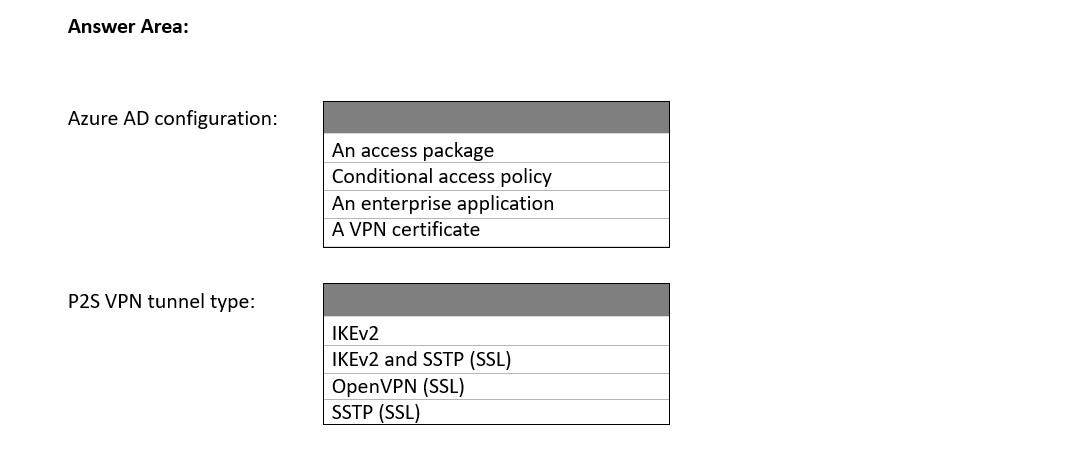 Answer Area:
Azure AD configuration:
An access package
Conditional access policy
An enterprise application
A VPN certificate
P2S VPN tunnel type:
IKEv2
IKEv2 and SSTP (SSL)
OpenVPN (SSL)
SSTP (SSL)